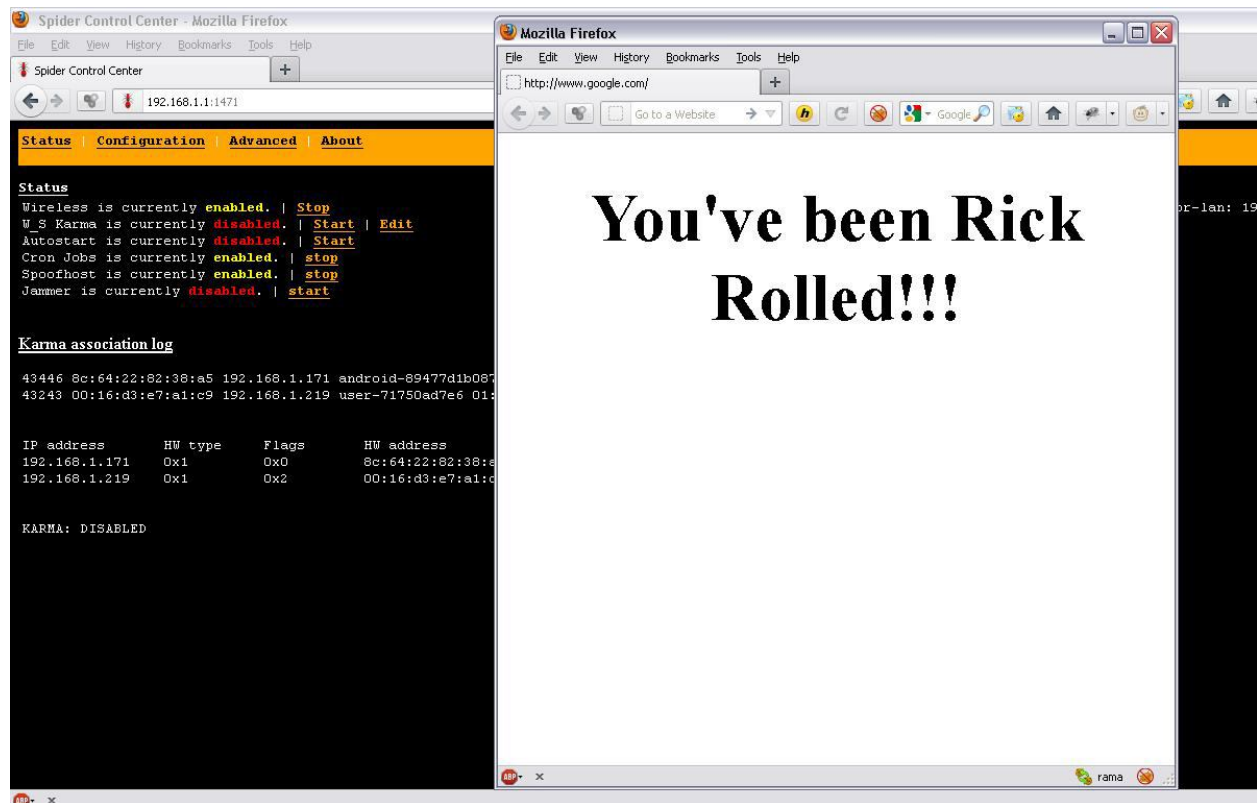 Spider Control Center - Mozilla Firefox
File Edit View History Bookmarks Tools Help
Spider Control Center
192.168.1.1:1471
Status | Configuration | Advanced | About
Status
Wireless is currently enabled. | Stop
W_S Karma is currently disabled. | Start | Edit
Autostart is currently disabled. | Start
Cron Jobs is currently enabled. | stop
Spoofhost is currently enabled. | stop
Jammer is currently disabled. | start
Karma association log
43446 8c:64:22:82:38:a5 192.168.1.171 android-89477d1b087
43243 00:16:d3:e7:a1:c9 192.168.1.219 user-71750ad7e6 01:
IP address HW type Flags HW address
192.168.1.171 0x1 0x0 8c:64:22:82:38:
192.168.1.219 0x1 0x2 00:16:d3:e7:a1:
KARMA: DISABLED
Mozilla Firefox
File Edit View History Bookmarks Tools Help
http://www.google.com/
Go to a Website
Google
You've been Rick
Rolled!!!
ABP
rama
br-lan: 19
ABP